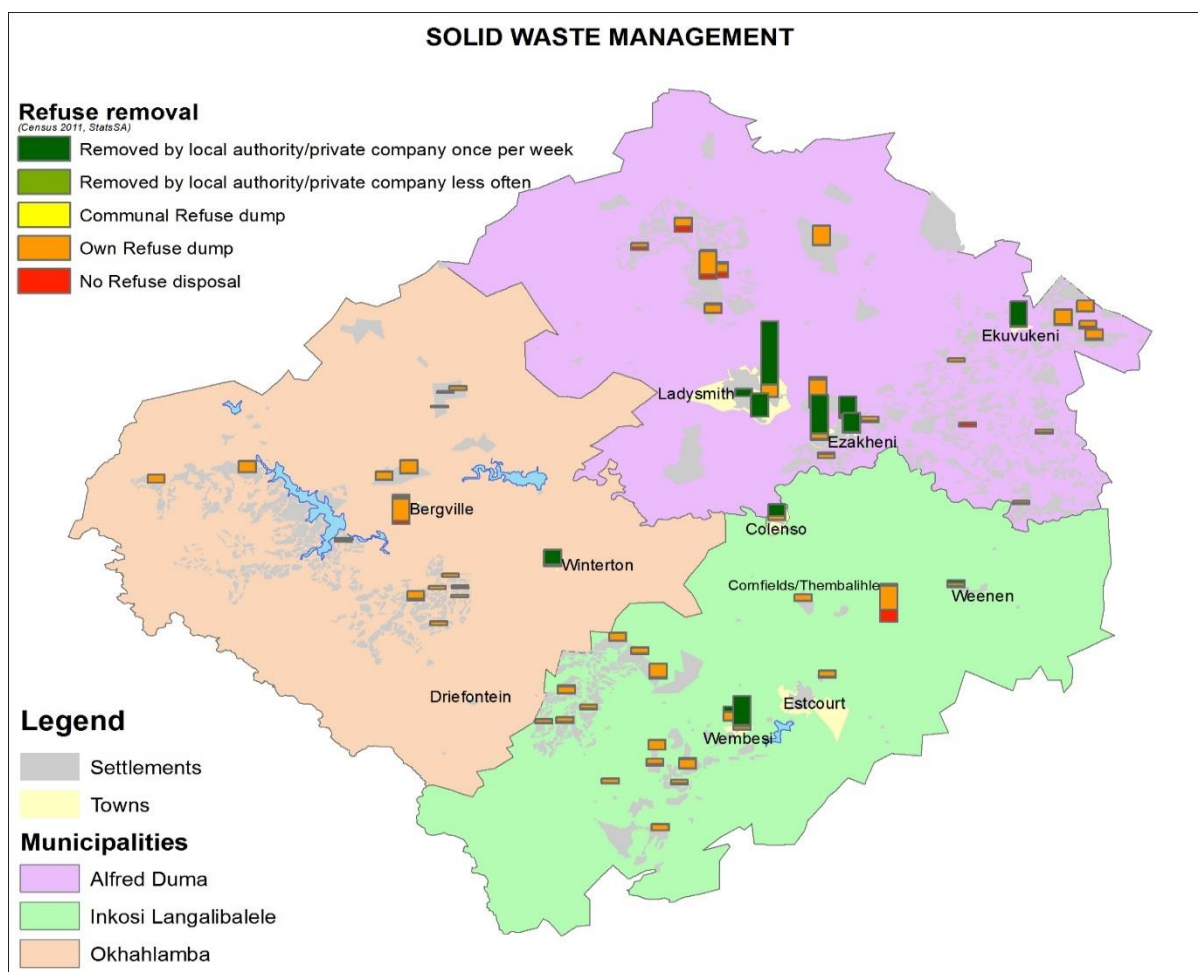 SOLID WASTE MANAGEMENT
Refuse removal
(Census 2011, StatsSA)
Removed by local authority/private company once per week
Removed by local authority/private company less often
Communal Refuse dump
Own Refuse dump
No Refuse disposal
Ekuvukeni
Ladysmith
Ezakheni
Bergville
Colenso
Winterton
Cornfields/Thembalihle
Weenen
Driefontein
Estcourt
Wembesi
Legend
Settlements
Towns
Municipalities
Alfred Duma
Inkosi Langalibalele
Okhahlamba